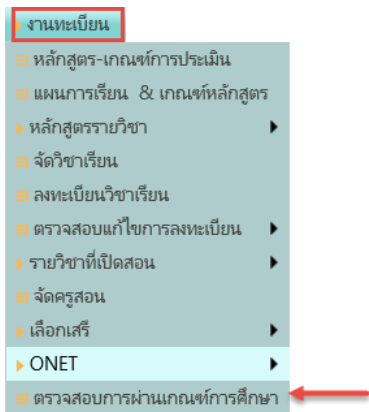 งานทะเบียน
หลักสูตร-เกณฑ์การประเมิน
แผนการเรียน & เกณฑ์หลักสูตร
หลักสูตรรายวิชา
จัดวิชาเรียน
ลงทะเบียนวิชาเรียน
ตรวจสอบแก้ไขการลงทะเบียน
รายวิชาที่เปิดสอน
จัดครูสอน
เลือกเสรี
ONET
ตรวจสอบการผ่านเกณฑ์การศึกษา